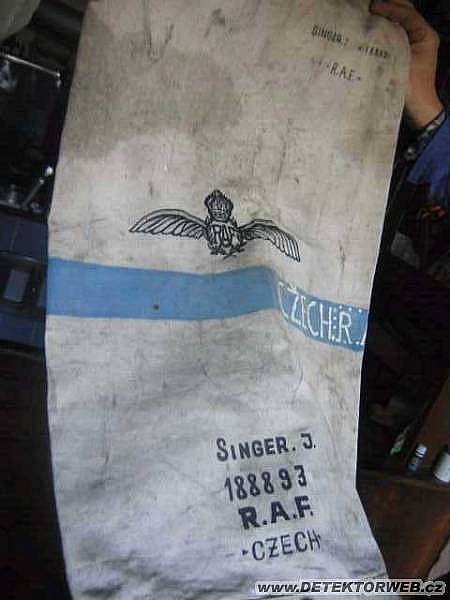 SINGER. J.
-R.A.F.-
RAF
CZECH.R.
SINGER. J.
188893
R.A.F.
-CZECH-
www.DETEKTORWEB.cz